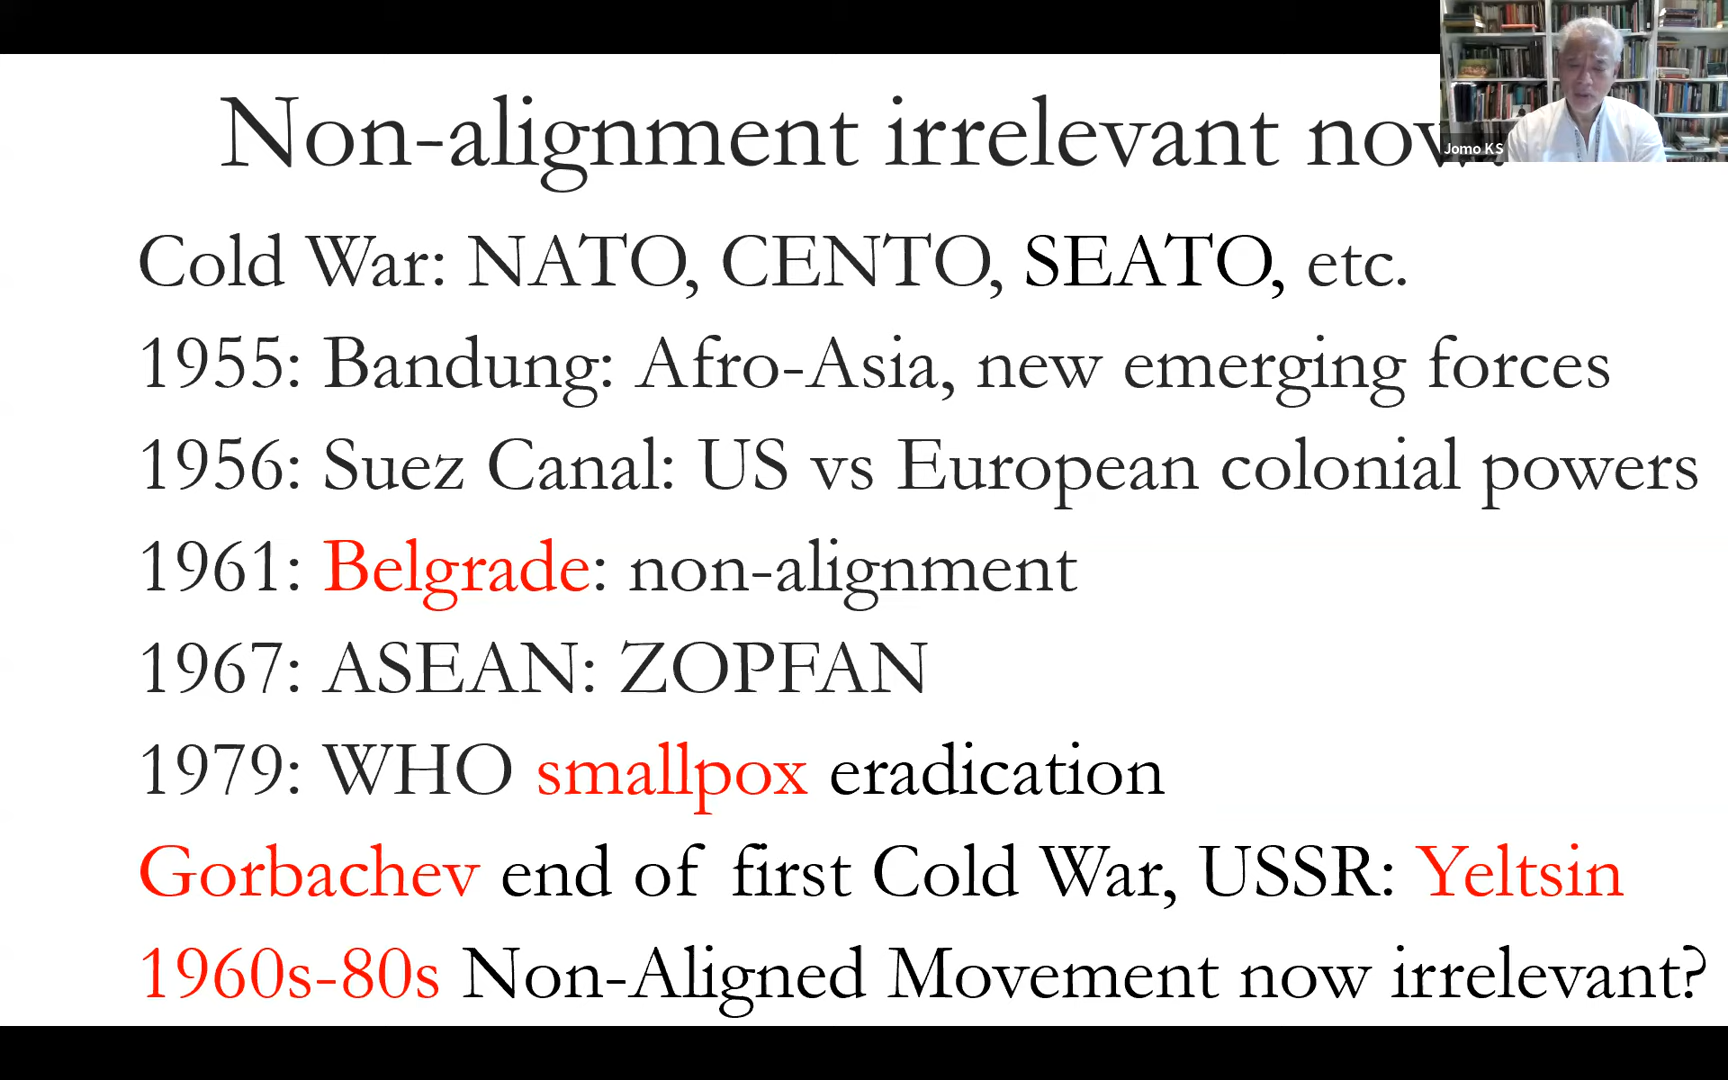 Non-alignment irrelevant now?
Jomo KS
Cold War: NATO, CENTO, SEATO, etc.
1955: Bandung: Afro-Asia, new emerging forces
1956: Suez Canal: US vs European colonial powers
1961: Belgrade: non-alignment
1967: ASEAN: ZOPFAN
1979: WHO smallpox eradication
Gorbachev end of first Cold War, USSR: Yeltsin
1960s-80s Non-Aligned Movement now irrelevant?